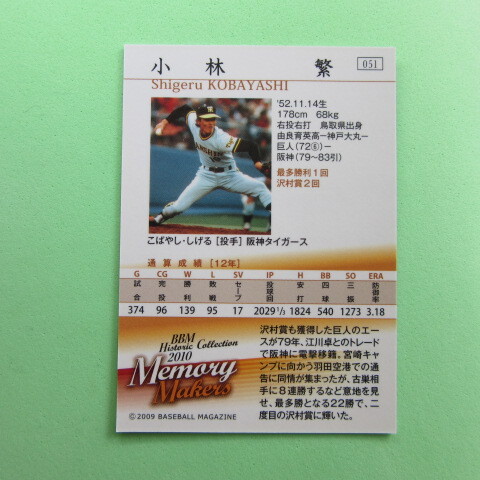 小林 繁
051
Shigeru KOBAYASHI
'52.11.14生
178cm 68kg
右投右打 鳥取県出身
由良育英高ー神戸大丸ー
巨人(72⑥)ー
阪神(79〜83引)
最多勝利1回
沢村賞2回
こばやし・しげる [投手] 阪神タイガース
通算成績 [12年]
G CG W L SV IP H BB SO ERA
試合 完投 勝利 敗戦 セーブ 投球回 安打 四球 三振 防御率
374 96 139 95 17 2029 1/3 1824 540 1273 3.18
BBM
Historic Collection
2010
Memory
Makers
©2009 BASEBALL MAGAZINE
沢村賞も獲得した巨人のエー
スが79年、江川卓とのトレード
で阪神に電撃移籍。宮崎キャ
ンプに向かう羽田空港での通
告に同情が集まったが、古巣相
手に8連勝するなど意地を見
せ、最多勝となる22勝で、二
度目の沢村賞に輝いた。